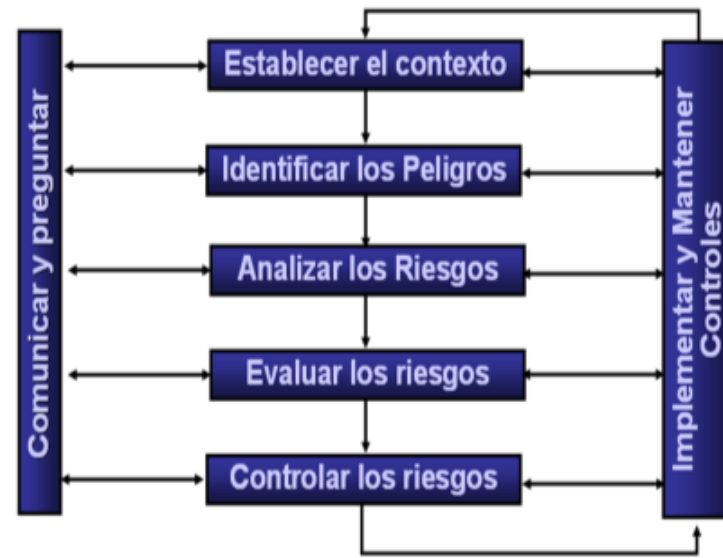 Comunicar y preguntar
Establecer el contexto
Identificar los Peligros
Analizar los Riesgos
Evaluar los riesgos
Controlar los riesgos
Implementar y Mantener
Controles